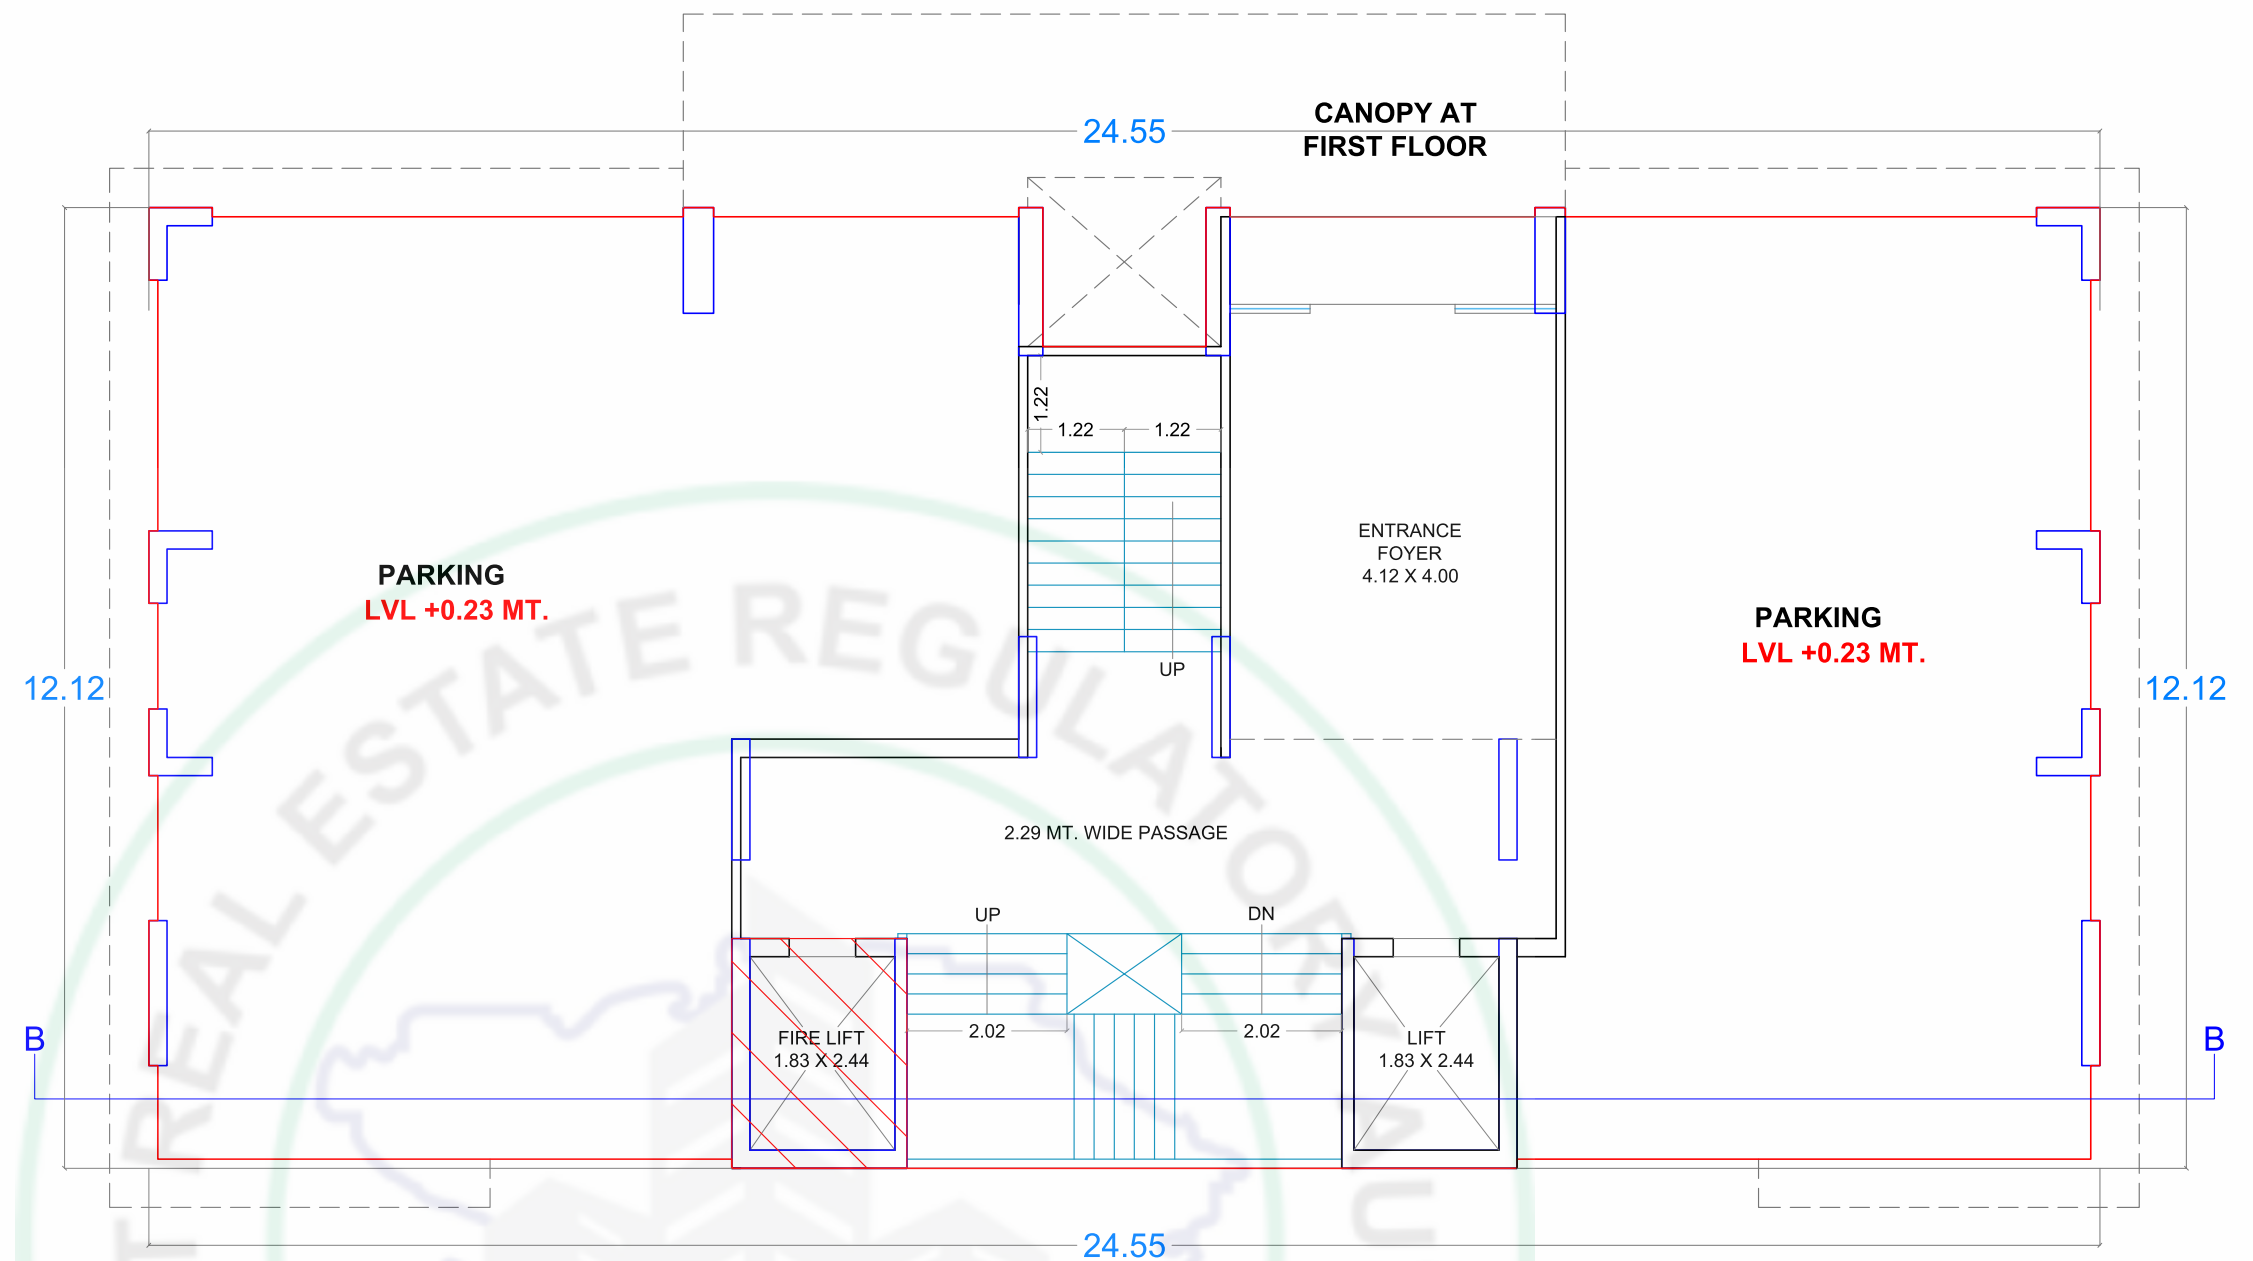 CANOPY AT
FIRST FLOOR
24.55
1.22
1.22
1.22
ENTRANCE
FOYER
4.12 X 4.00
PARKING
LVL +0.23 MT.
PARKING
LVL +0.23 MT.
UP
12.12
12.12
2.29 MT. WIDE PASSAGE
UP
DN
2.02
2.02
FIRE LIFT
1.83 X 2.44
LIFT
1.83 X 2.44
B
B
24.55
T REAL ESTATE REGULATORY AU